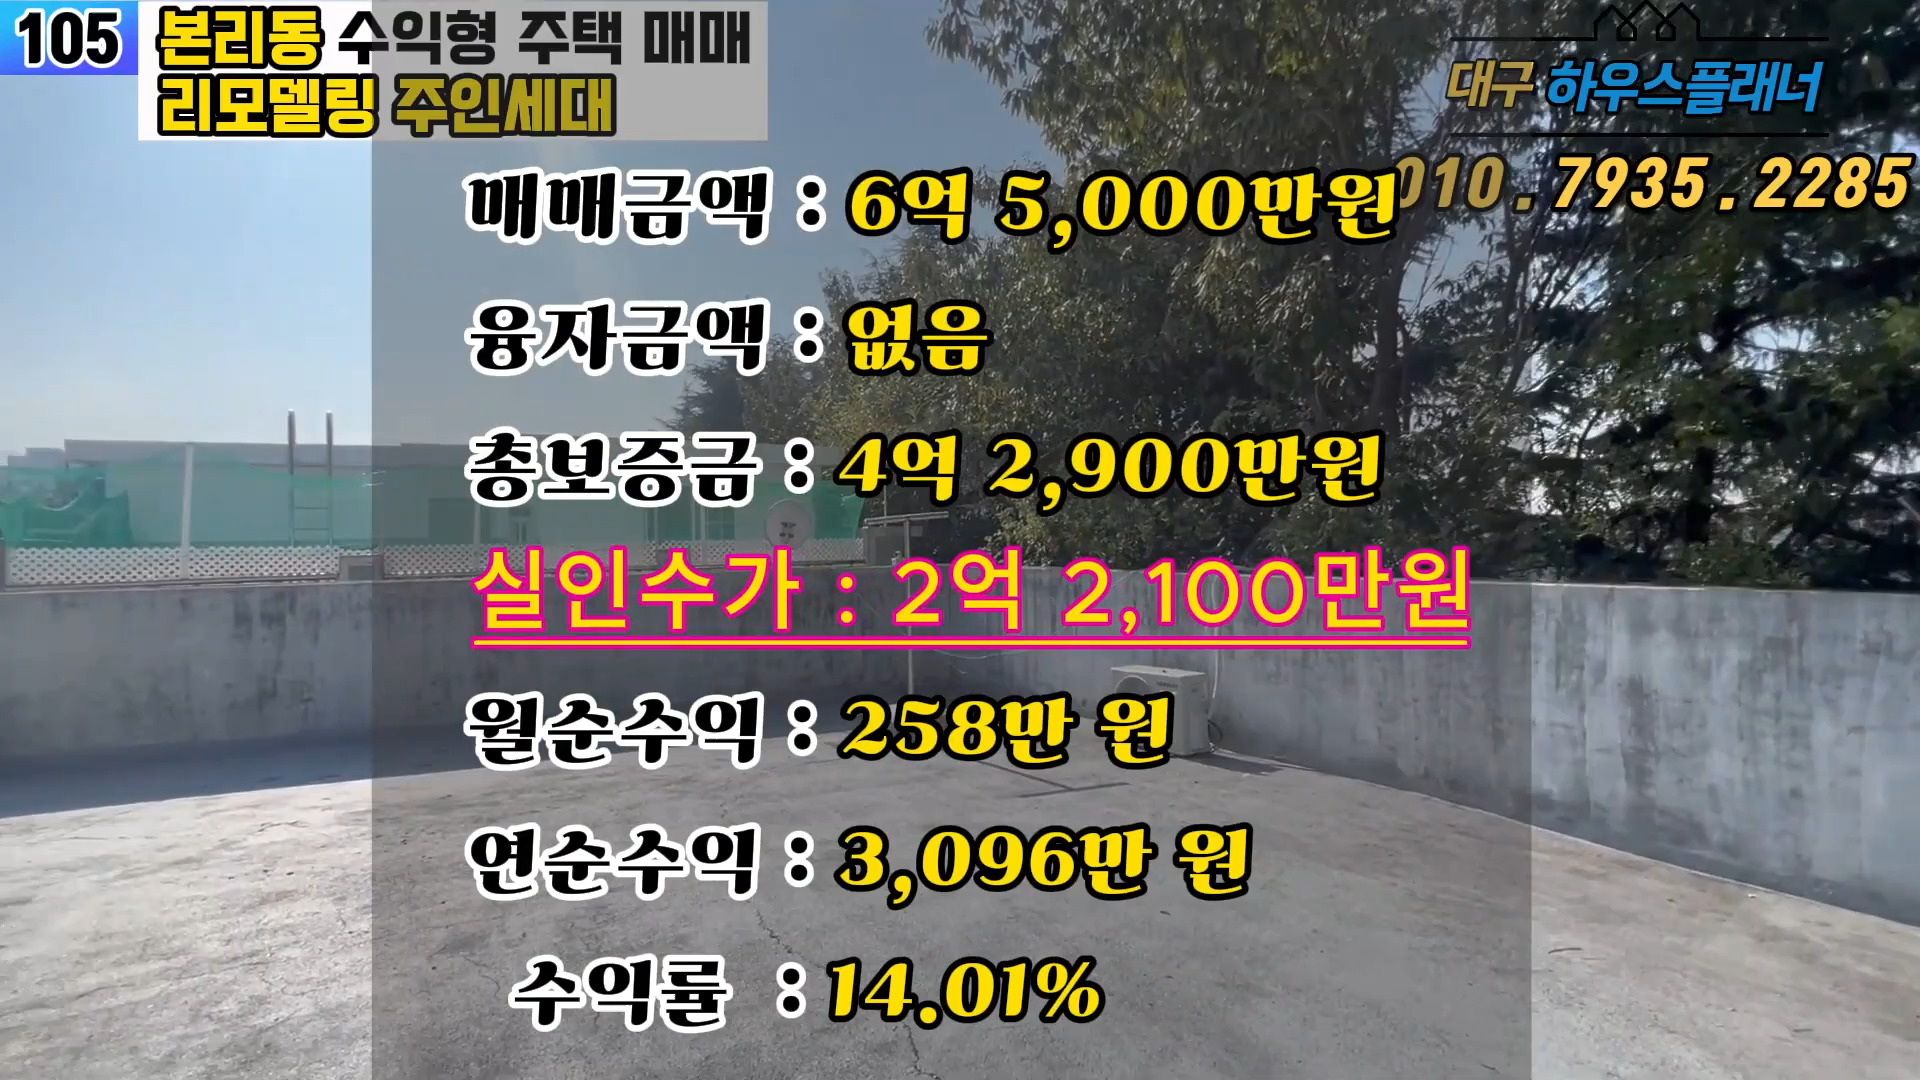 105
본리동 수익형 주택 매매
리모델링 주인세대
대구 하우스플래너
010.7935.2285
매매금액 : 6억 5,000만원
융자금액 : 없음
총보증금 : 4억 2,900만원
실인수가 : 2억 2,100만원
월순수익 : 258만 원
연순수익 : 3,096만 원
수익률 : 14.01%